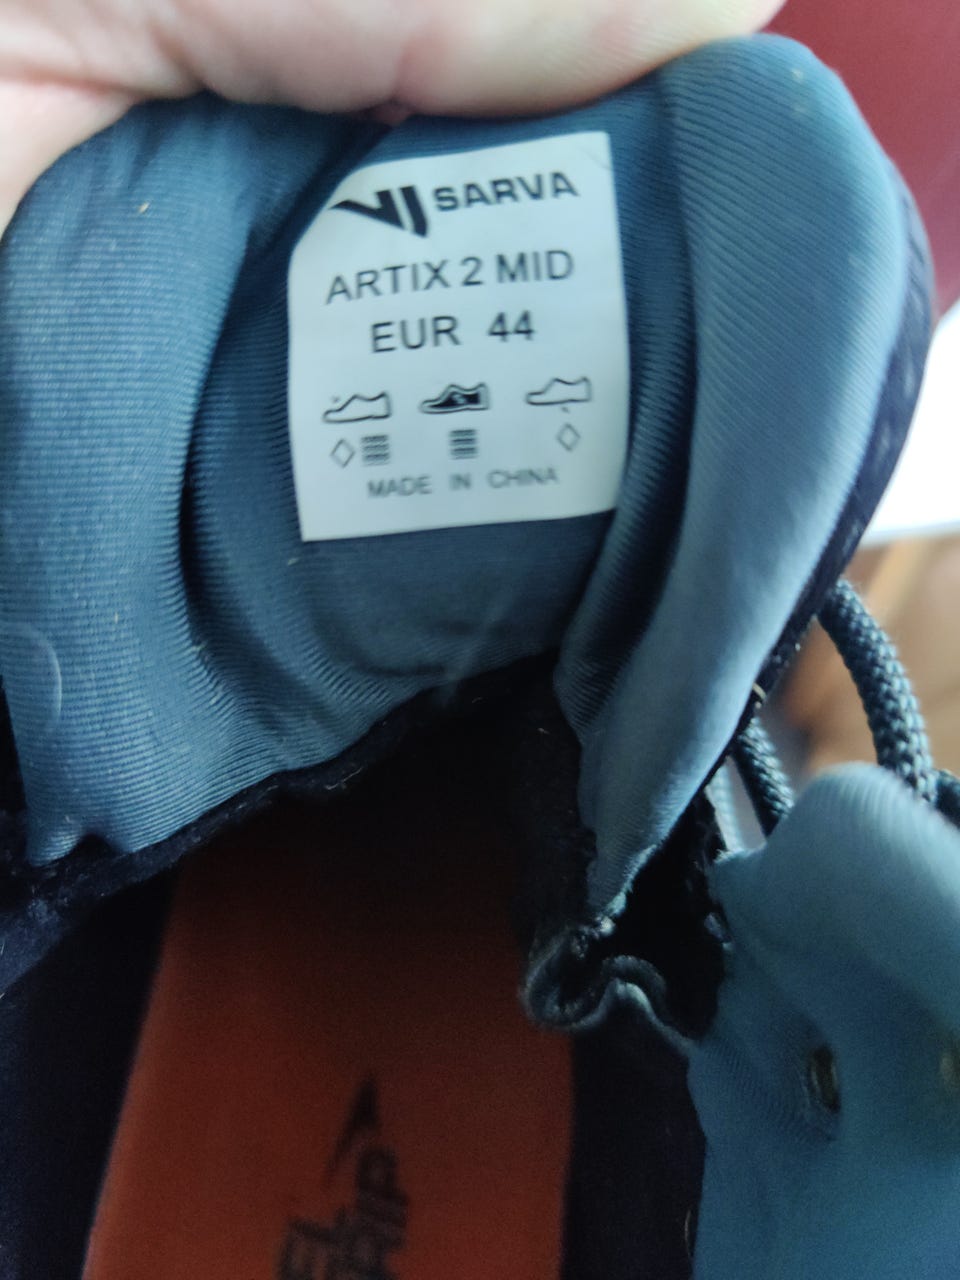 SARVA
ARTIX 2 MID
EUR 44
MADE IN CHINA